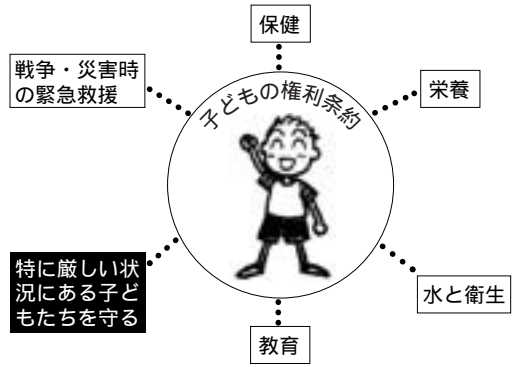 保健
戦争・災害時
の緊急救援
栄養
子どもの権利条約
特に厳しい状
況にある子ど
もたちを守る
水と衛生
教育